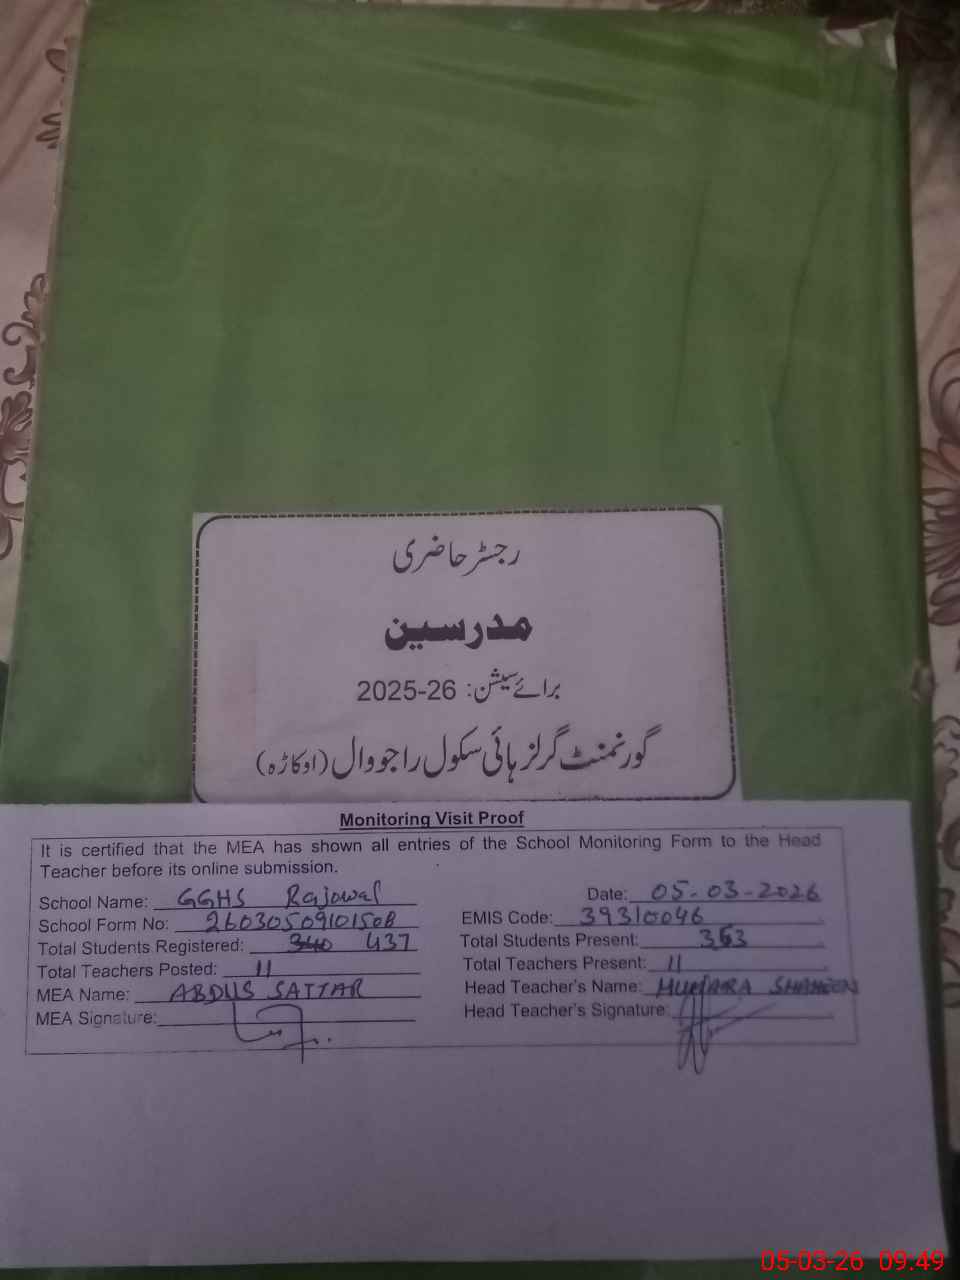 رجسٹر حاضری
مدرسین
برائے سیشن: 2025-26
گورنمنٹ گرلز ہائی سکول راجووال (اوکاڑہ)
Monitoring Visit Proof
It is certified that the MEA has shown all entries of the School Monitoring Form to the Head
Teacher before its online submission.
School Name: GGHS Rajowal Date: 05-03-2026
School Form No: 26030509101508 EMIS Code: 39310046
Total Students Registered: 340 437 Total Students Present: 363
Total Teachers Posted: 11 Total Teachers Present: 11
MEA Name: ABDUS SATTAR Head Teacher's Name: SHAHEEN
MEA Signature: Head Teacher's Signature:
05-03-26 09:49